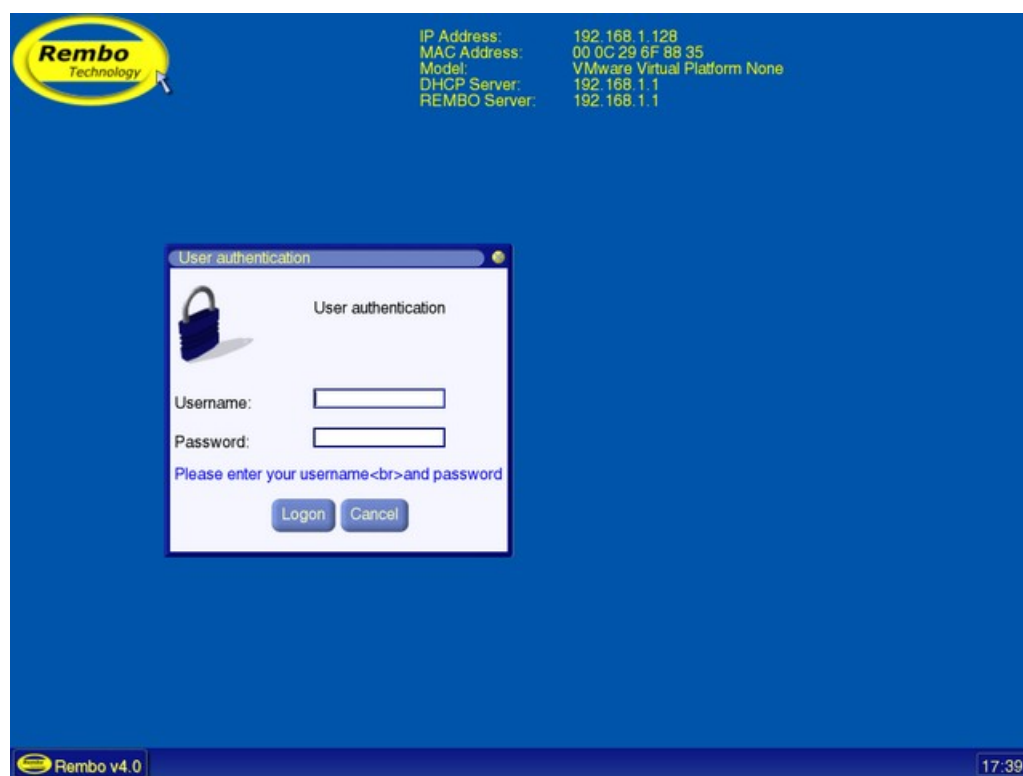 Rembo
Technology
IP Address: 192.168.1.128
MAC Address: 00 0C 29 6F 88 35
Model: VMware Virtual Platform None
DHCP Server: 192.168.1.1
REMBO Server: 192.168.1.1
User authentication
User authentication
Username:
Password:
Please enter your username<br>and password
Logon Cancel
Rembo v4.0
17:39